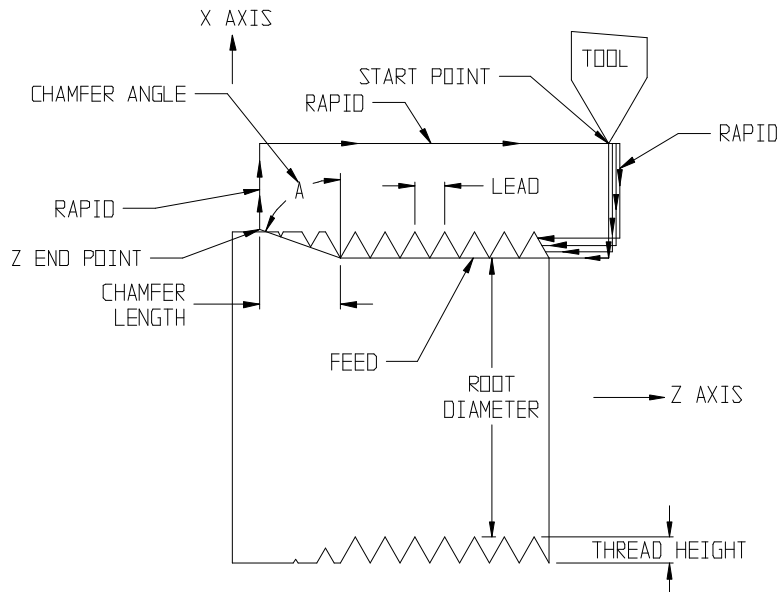 X AXIS
TOOL
START POINT
CHAMFER ANGLE
RAPID
RAPID
A
LEAD
RAPID
Z END POINT
CHAMFER
LENGTH
FEED
ROOT
DIAMETER
Z AXIS
THREAD HEIGHT